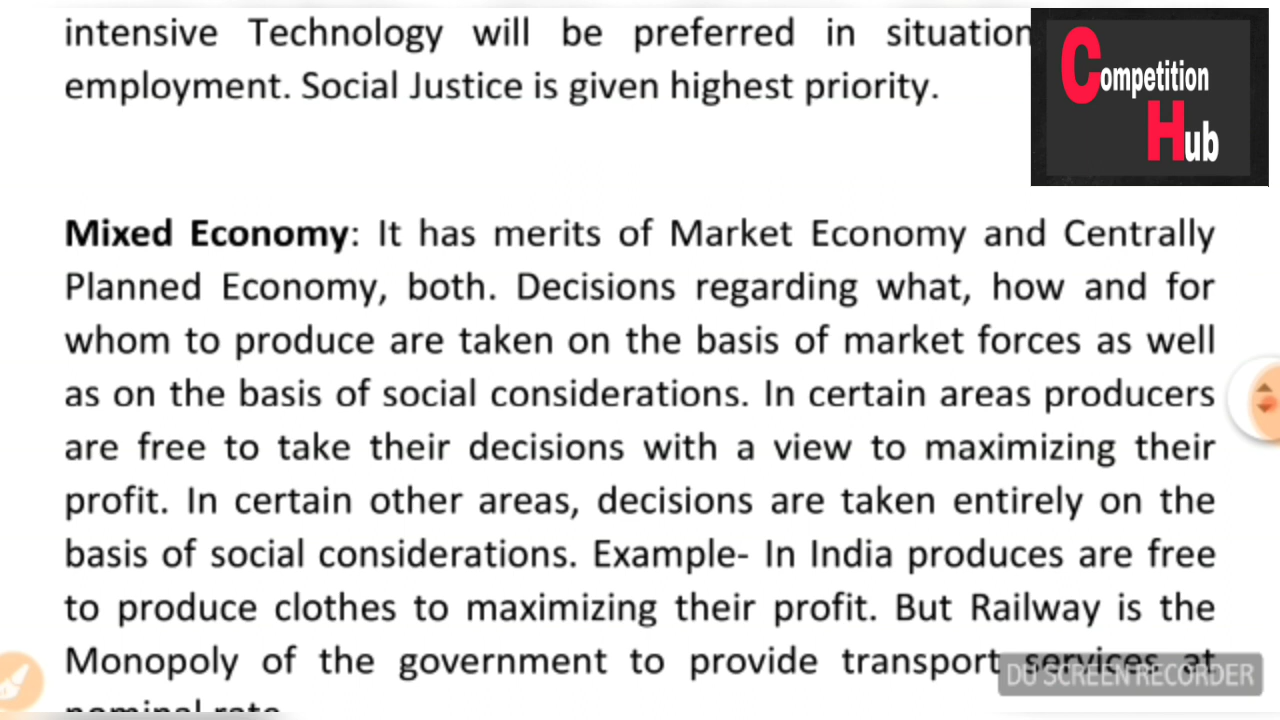 intensive Technology will be preferred in situation
employment. Social Justice is given highest priority.
Competition
Hub
Mixed Economy: It has merits of Market Economy and Centrally
Planned Economy, both. Decisions regarding what, how and for
whom to produce are taken on the basis of market forces as well
as on the basis of social considerations. In certain areas producers
are free to take their decisions with a view to maximizing their
profit. In certain other areas, decisions are taken entirely on the
basis of social considerations. Example- In India produces are free
to produce clothes to maximizing their profit. But Railway is the
Monopoly of the government to provide transport services at
DU SCREEN RECORDER
nominal rate